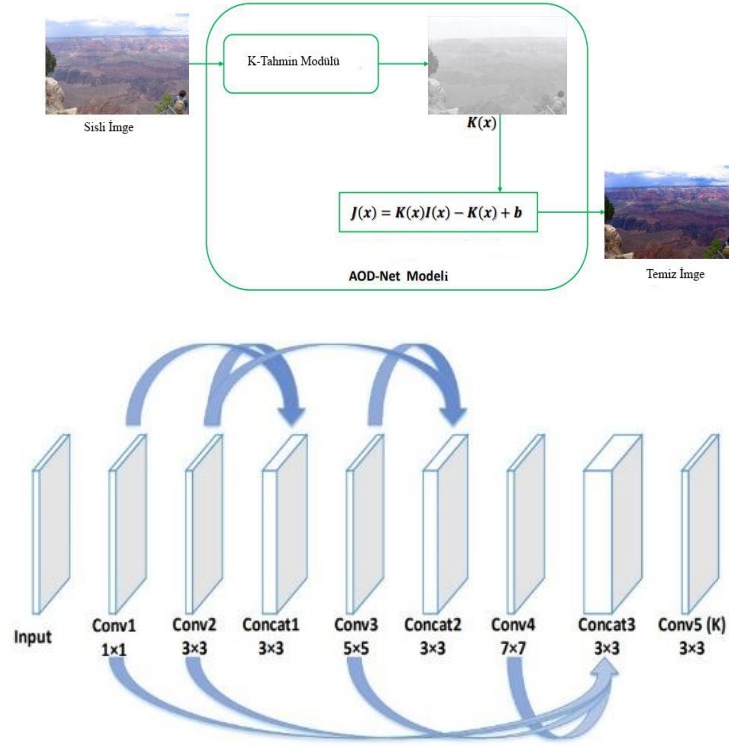 K-Tahmin Modülü
Sisli İmge
K(x)
J(x) = K(x)I(x) − K(x) + b
AOD-Net Modeli
Temiz İmge
Input
Conv1
1×1
Conv2
3×3
Concat1
3×3
Conv3
5×5
Concat2
3×3
Conv4
7×7
Concat3
3×3
Conv5 (K)
3×3